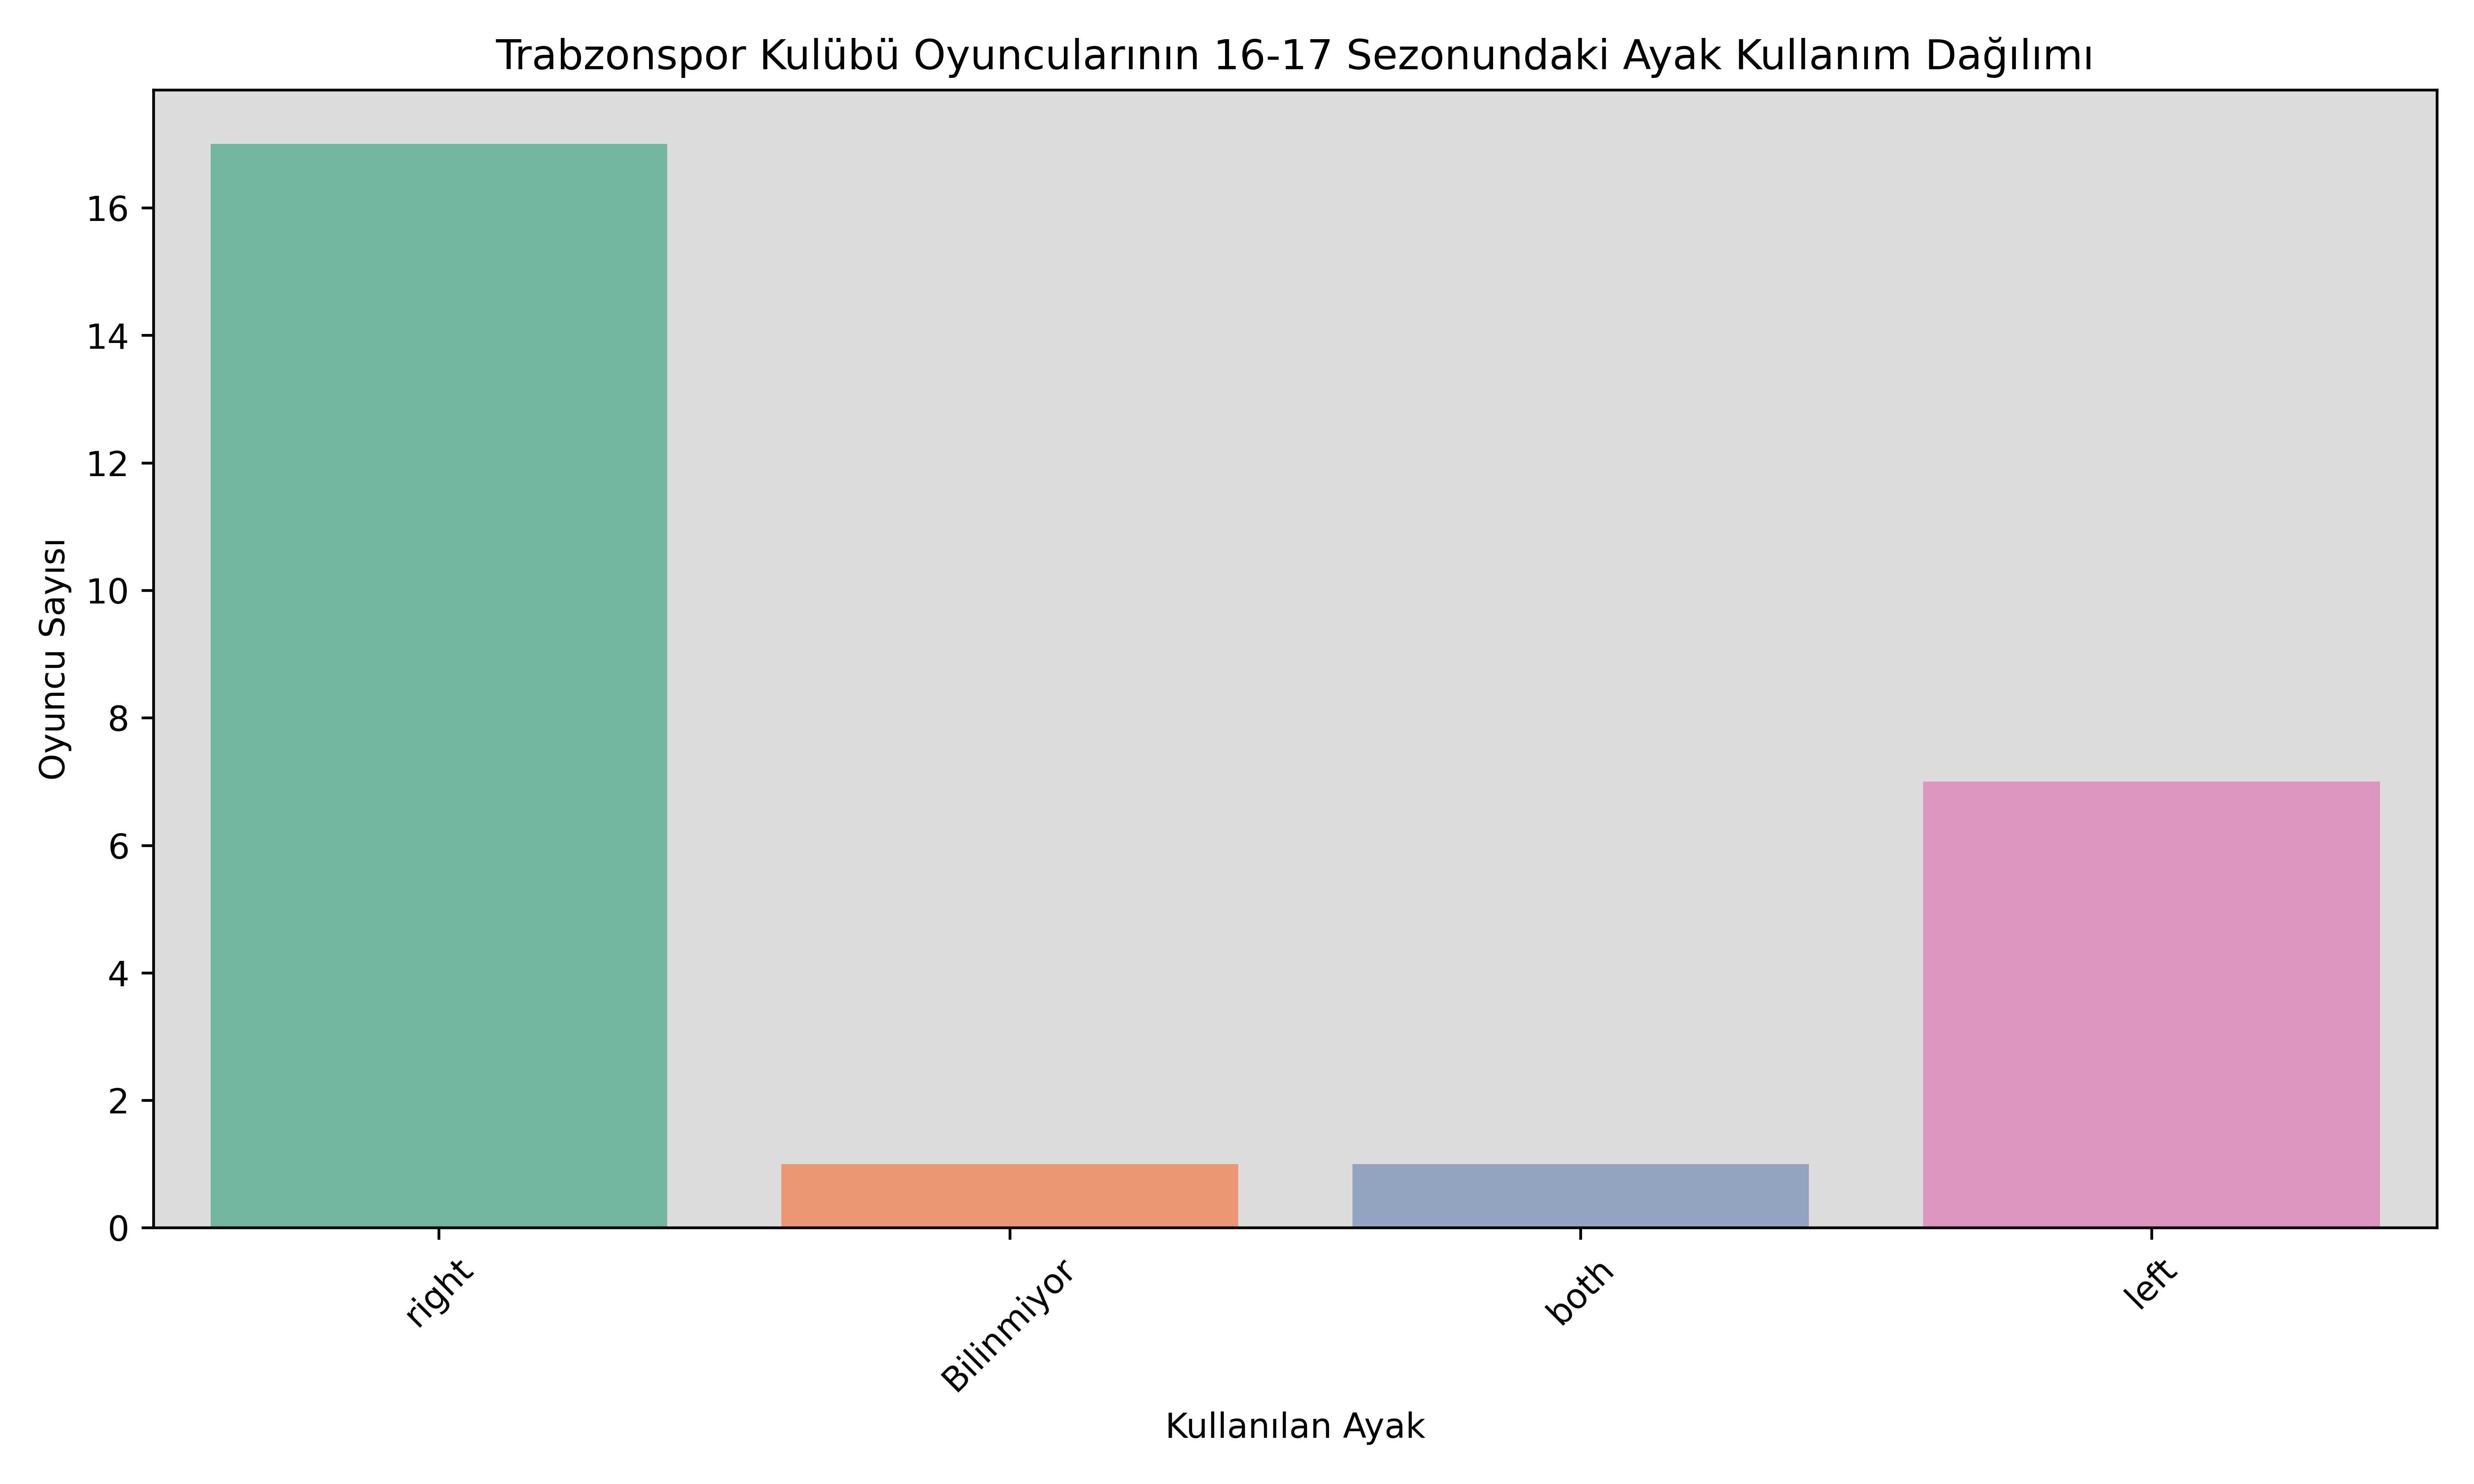 Trabzonspor Kulübü Oyuncularının 16-17 Sezonundaki Ayak Kullanım Dağılımı
Oyuncu Sayısı
16
14
12
10
8
6
4
2
0
right
Bilinmiyor
both
left
Kullanılan Ayak